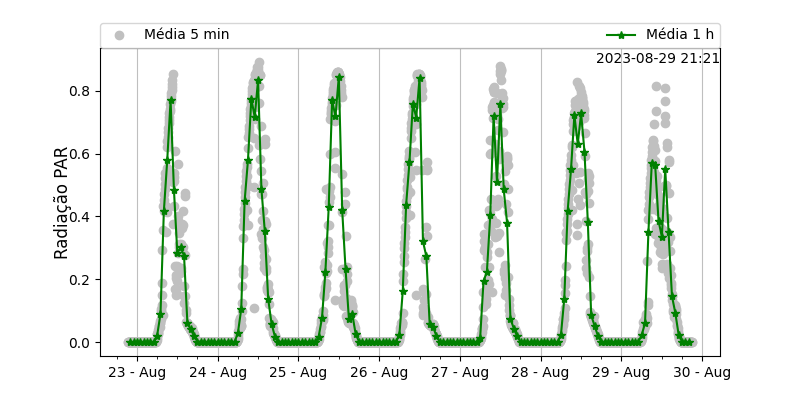 Média 5 min
Média 1 h
2023-08-29 21:21
Radiação PAR
0.8
0.6
0.4
0.2
0.0
23 - Aug
24 - Aug
25 - Aug
26 - Aug
27 - Aug
28 - Aug
29 - Aug
30 - Aug